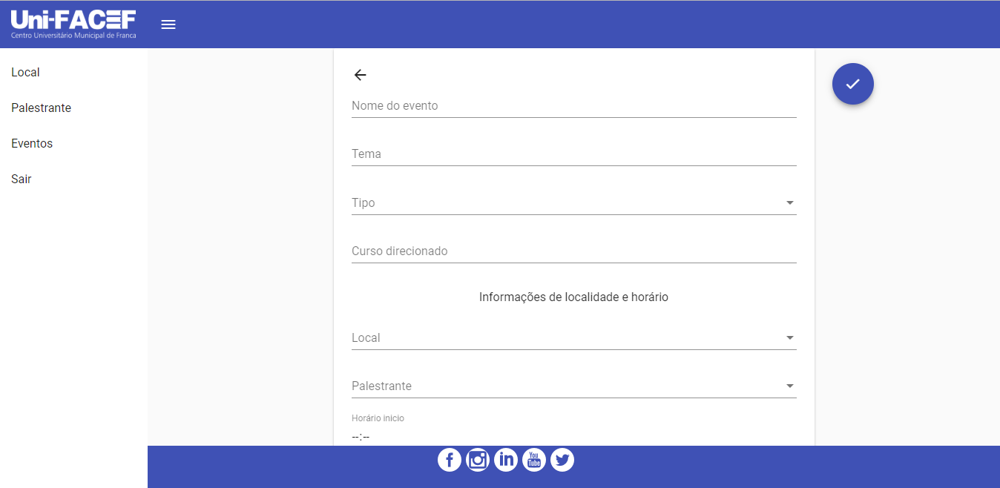 Uni-FACEF
Centro Universitário Municipal de Franca
Local
Palestrante
Eventos
Sair
Nome do evento
Tema
Tipo
Curso direcionado
Informações de localidade e horário
Local
Palestrante
Horário inicio
--:--
f
in
You
Tube